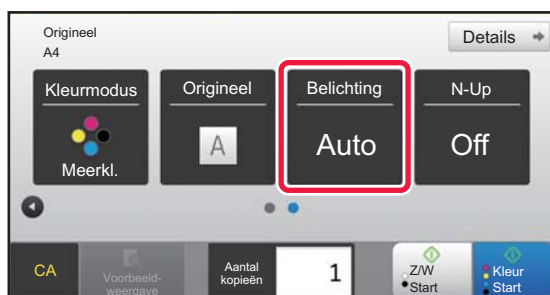 Origineel
A4
Details
Kleurmodus
Meerkl.
Origineel
A
Belichting
Auto
N-Up
Off
CA
Voorbeeld-
weergave
Aantal
kopieën
1
Z/W
Start
Kleur
Start